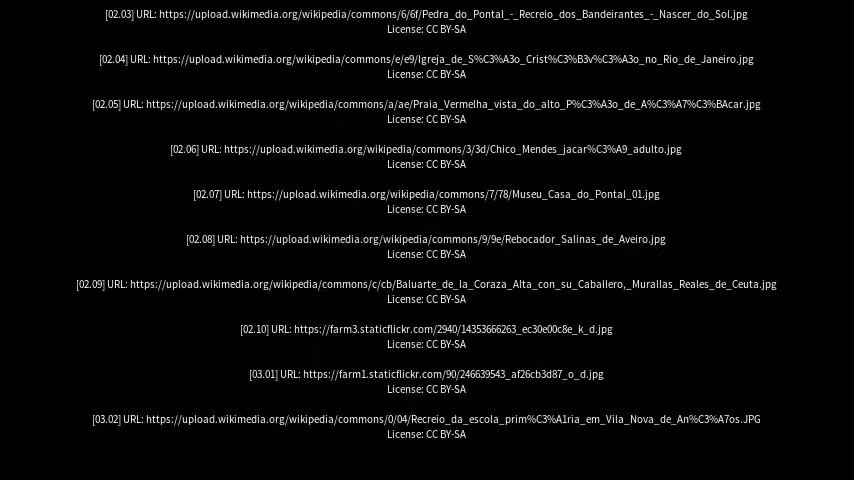 [02.03] URL: https://upload.wikimedia.org/wikipedia/commons/6/6f/Pedra_do_Pontal_-_Recreio_dos_Bandeirantes_-_Nascer_do_Sol.jpg
License: CC BY-SA
[02.04] URL: https://upload.wikimedia.org/wikipedia/commons/e/e9/Igreja_de_S%C3%A3o_Crist%C3%B3v%C3%A3o_no_Rio_de_Janeiro.jpg
License: CC BY-SA
[02.05] URL: https://upload.wikimedia.org/wikipedia/commons/a/ae/Praia_Vermelha_vista_do_alto_P%C3%A3o_de_A%C3%A7%C3%BAcar.jpg
License: CC BY-SA
[02.06] URL: https://upload.wikimedia.org/wikipedia/commons/3/3d/Chico_Mendes_jacar%C3%A9_adulto.jpg
License: CC BY-SA
[02.07] URL: https://upload.wikimedia.org/wikipedia/commons/7/78/Museu_Casa_do_Pontal_01.jpg
License: CC BY-SA
[02.08] URL: https://upload.wikimedia.org/wikipedia/commons/9/9e/Rebocador_Salinas_de_Aveiro.jpg
License: CC BY-SA
[02.09] URL: https://upload.wikimedia.org/wikipedia/commons/c/cb/Baluarte_de_la_Coraza_Alta_con_su_Caballero,_Murallas_Reales_de_Ceuta.jpg
License: CC BY-SA
[02.10] URL: https://farm3.staticflickr.com/2940/14353666263_ec30e00c8e_k_d.jpg
License: CC BY-SA
[03.01] URL: https://farm1.staticflickr.com/90/246639543_af26cb3d87_o_d.jpg
License: CC BY-SA
[03.02] URL: https://upload.wikimedia.org/wikipedia/commons/0/04/Recreio_da_escola_prim%C3%A1ria_em_Vila_Nova_de_An%C3%A7os.JPG
License: CC BY-SA